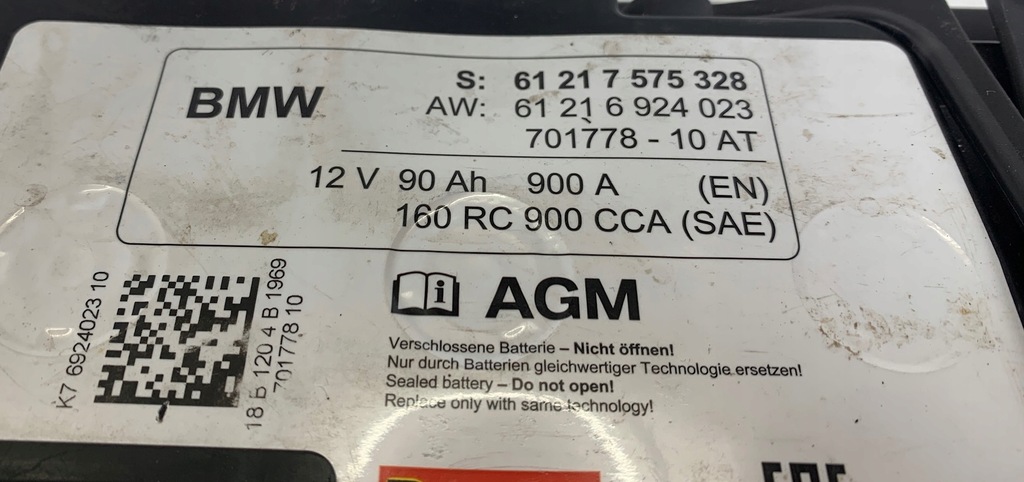 BMW
S: 61 21 7 575 328
AW: 61 21 6 924 023
701778 - 10 AT
12 V 90 Ah 900 A (EN)
160 RC 900 CCA (SAE)
AGM
Verschlossene Batterie – Nicht öffnen!
Nur durch Batterien gleichwertiger Technologie ersetzen!
Sealed battery – Do not open!
Replace only with same technology!
K7 6924023 10
18 B 120 4 B 1969
701778 10